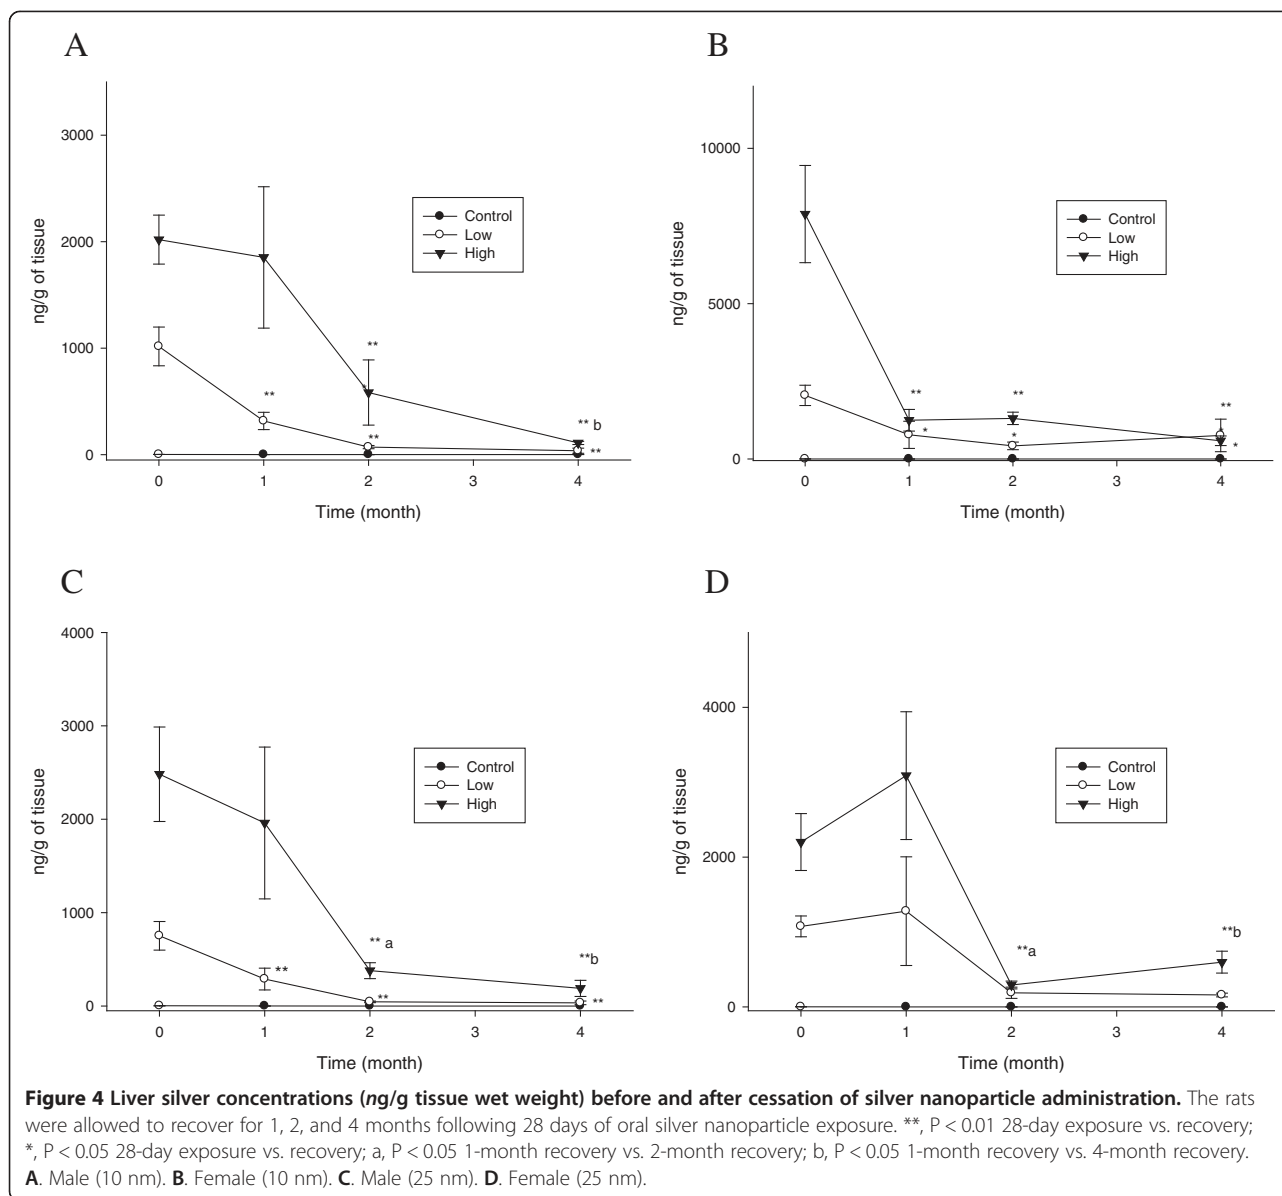 A
3000
2000
1000
0
ng/g of tissue
Control
Low
High
**
**
**
** b
**
0 1 2 3 4
Time (month)
B
10000
5000
0
ng/g of tissue
Control
Low
High
**
*
**
*
**
*
*
0 1 2 3 4
Time (month)
C
4000
3000
2000
1000
0
ng/g of tissue
Control
Low
High
**
** a
**
**b
**
0 1 2 3 4
Time (month)
D
4000
2000
0
ng/g of tissue
Control
Low
High
**a
**b
0 1 2 3 4
Time (month)
Figure 4 Liver silver concentrations (ng/g tissue wet weight) before and after cessation of silver nanoparticle administration. The rats
were allowed to recover for 1, 2, and 4 months following 28 days of oral silver nanoparticle exposure. **, P < 0.01 28-day exposure vs. recovery;
*, P < 0.05 28-day exposure vs. recovery; a, P < 0.05 1-month recovery vs. 2-month recovery; b, P < 0.05 1-month recovery vs. 4-month recovery.
A. Male (10 nm). B. Female (10 nm). C. Male (25 nm). D. Female (25 nm).